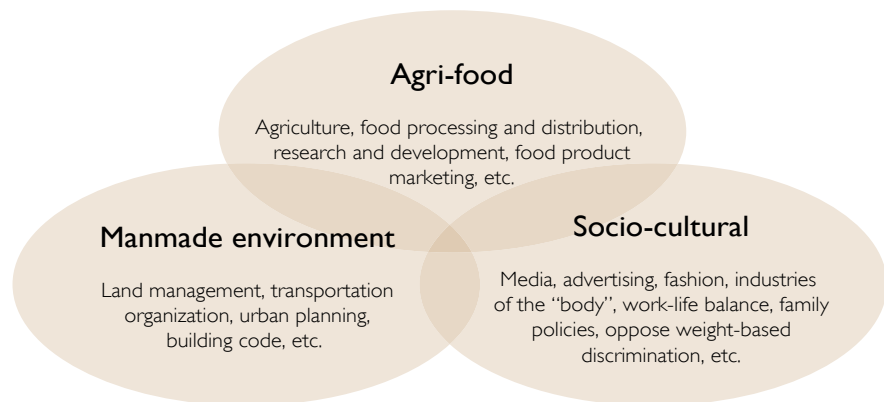 Agri-food
Agriculture, food processing and distribution,
research and development, food product
marketing, etc.
Manmade environment
Land management, transportation
organization, urban planning,
building code, etc.
Socio-cultural
Media, advertising, fashion, industries
of the “body”, work-life balance, family
policies, oppose weight-based
discrimination, etc.